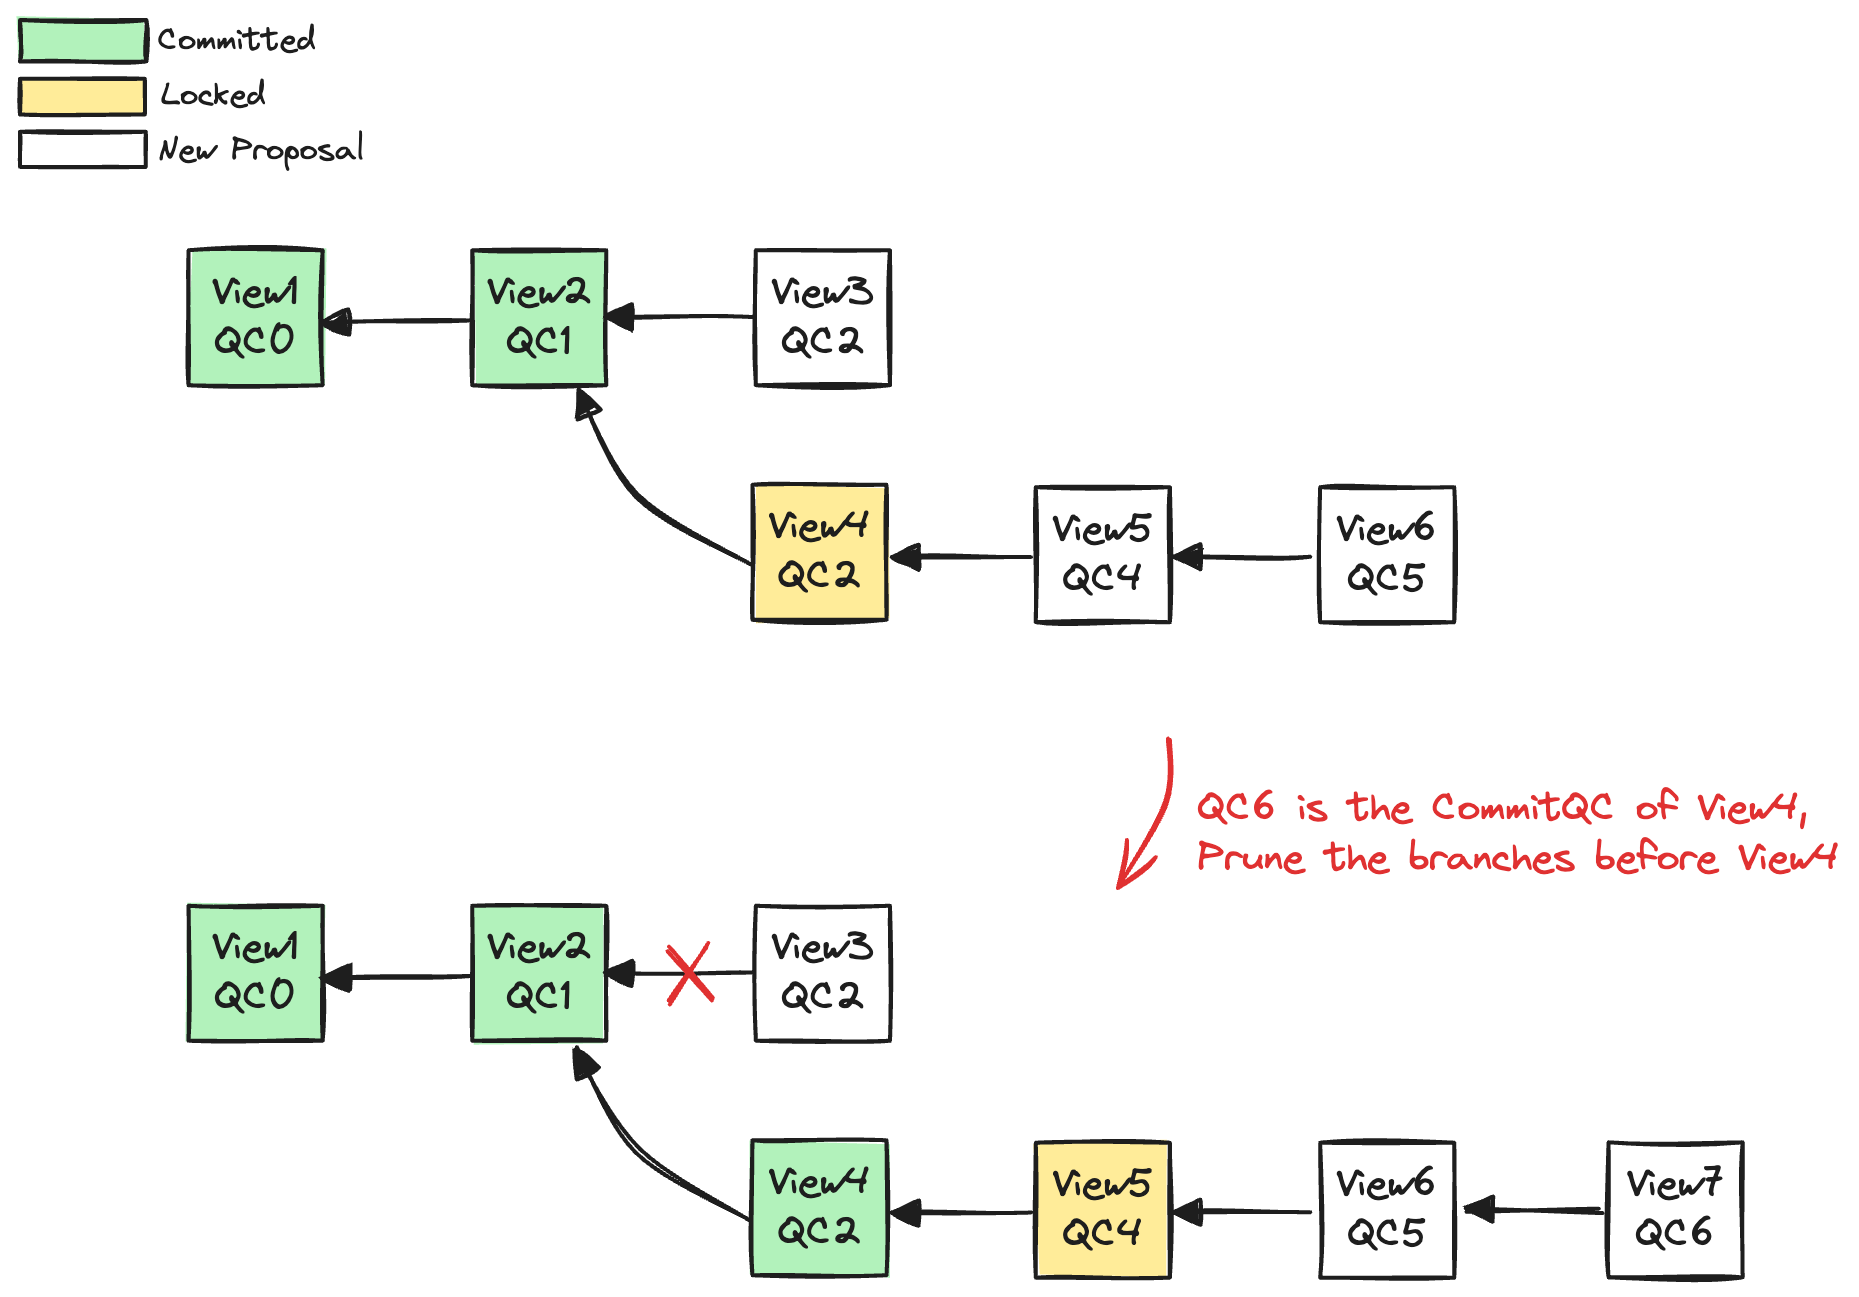 Committed
Locked
New Proposal
View1
QC0
View2
QC1
View3
QC2
View4
QC2
View5
QC4
View6
QC5
QC6 is the CommitQC of View4,
Prune the branches before View4
View1
QC0
View2
QC1
View3
QC2
View4
QC2
View5
QC4
View6
QC5
View7
QC6